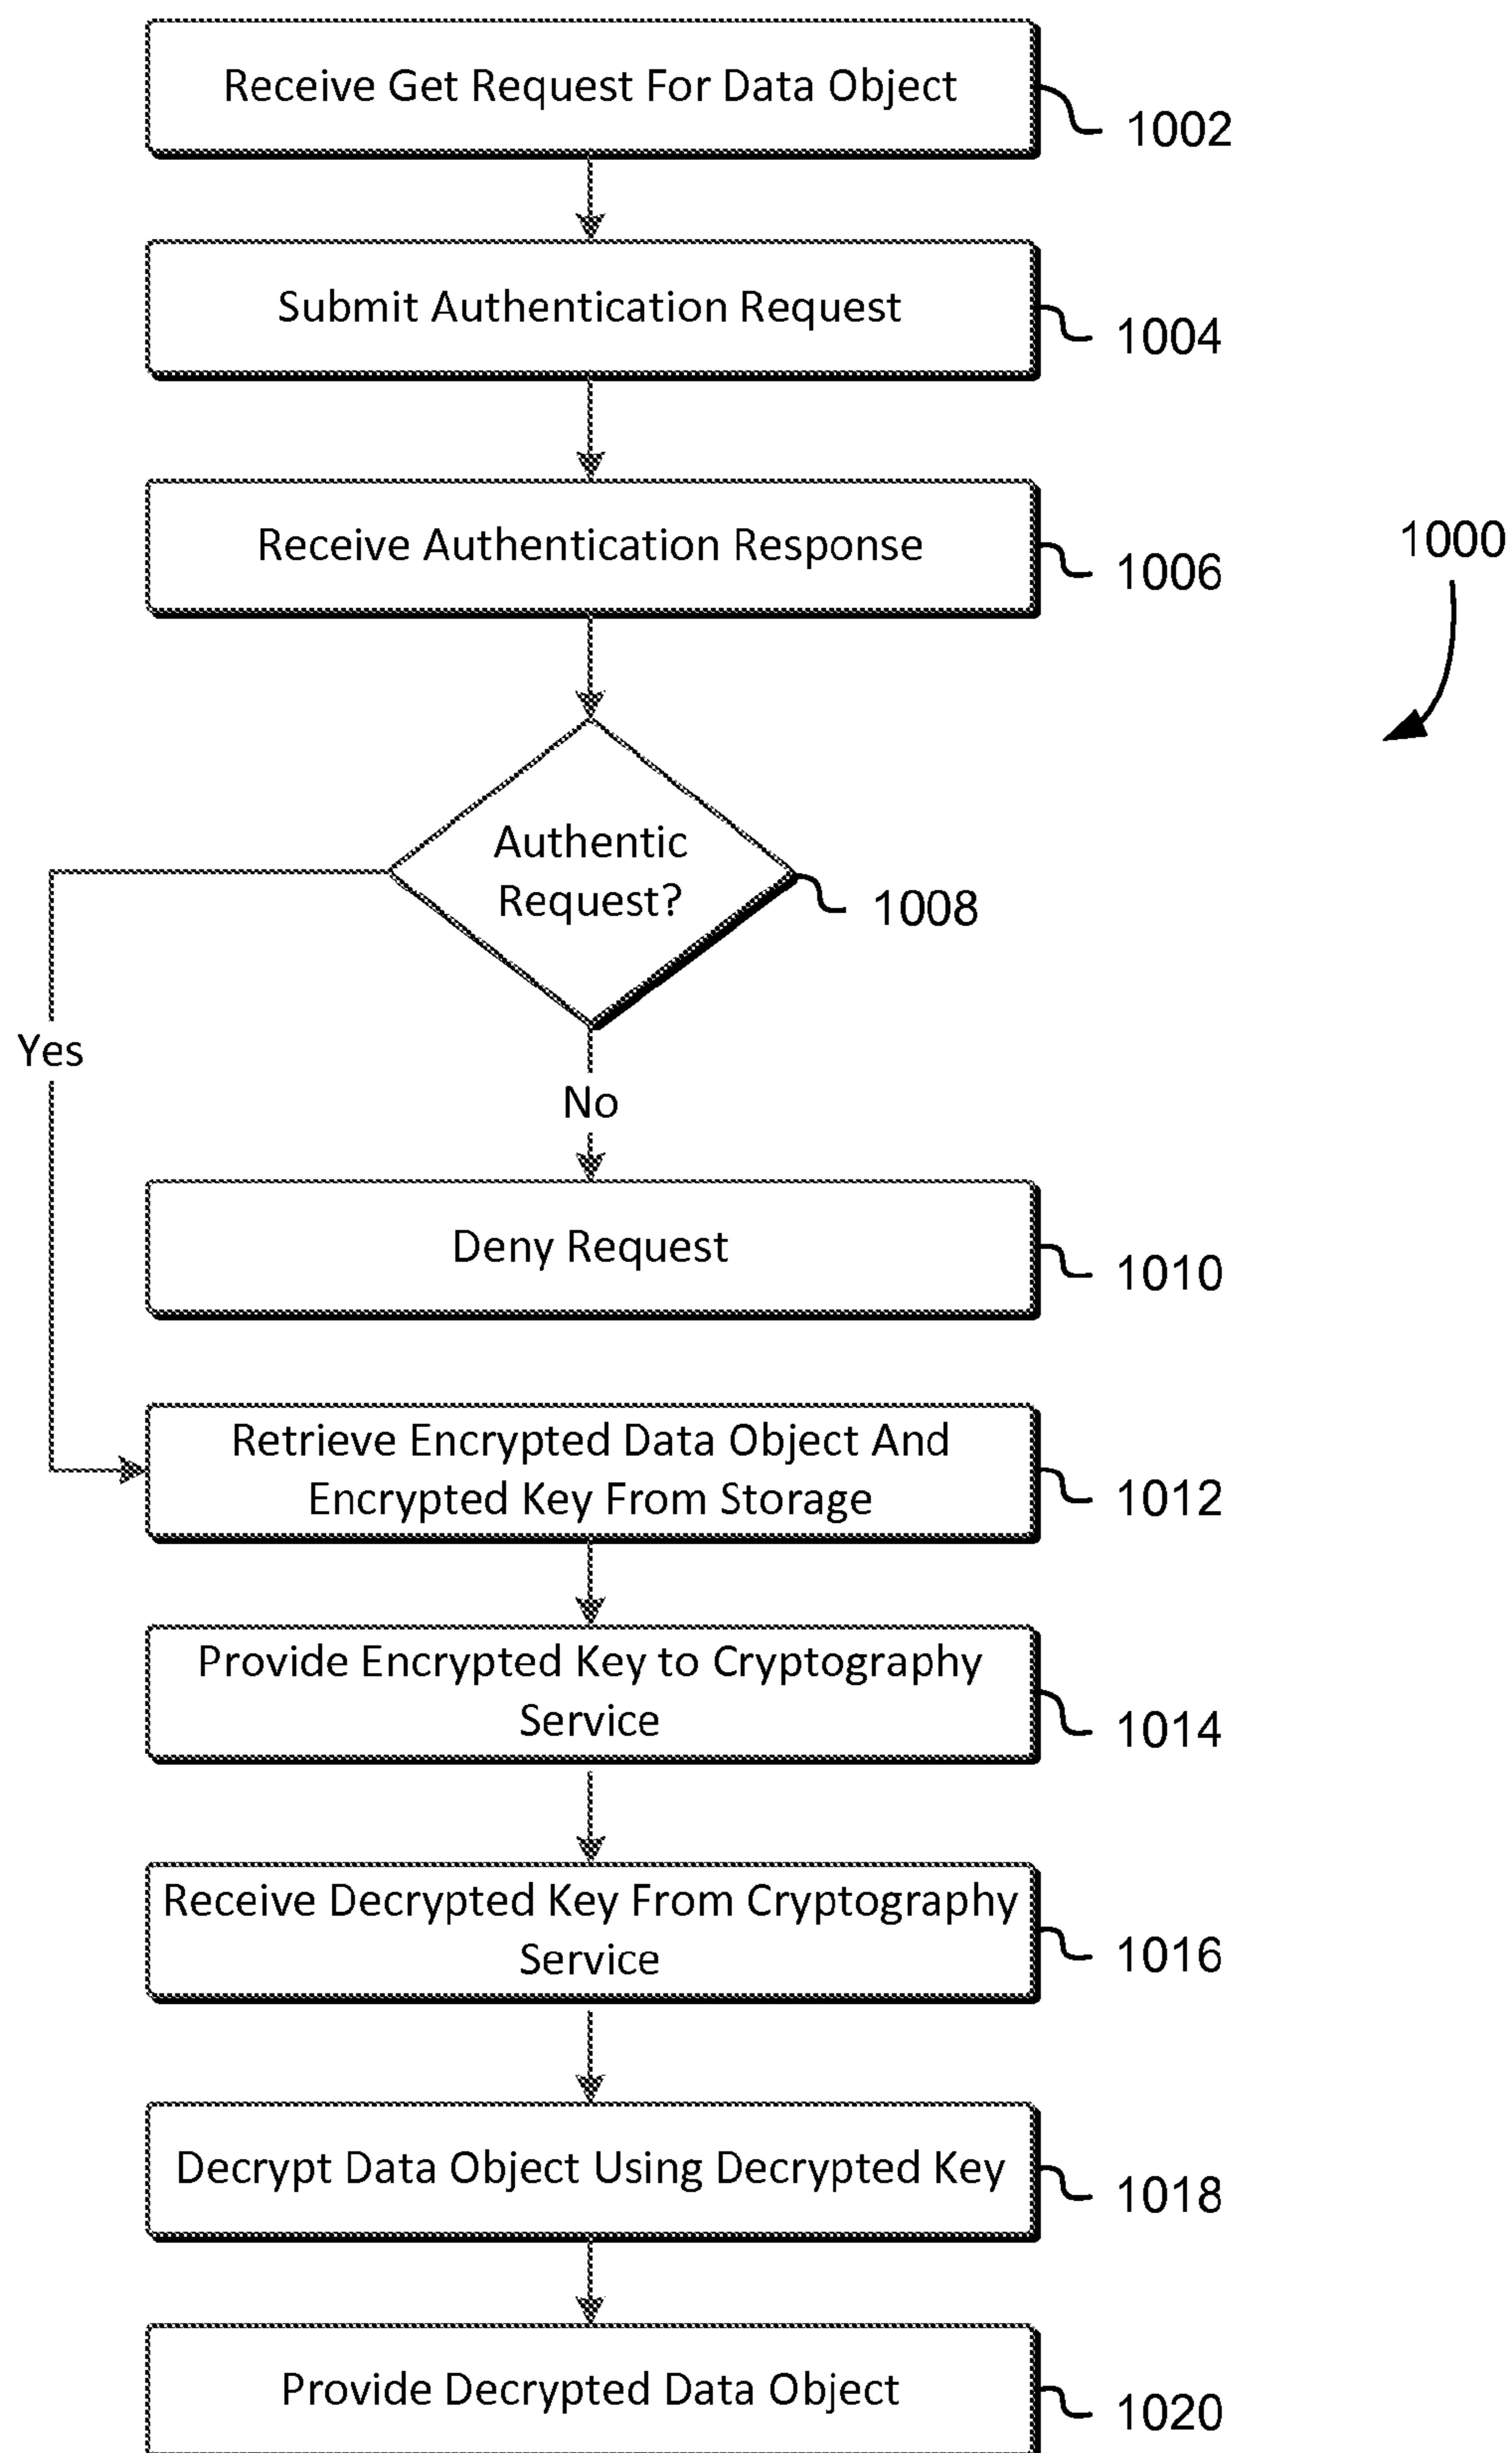 Receive Get Request For Data Object
1002
Submit Authentication Request
1004
Receive Authentication Response
1006
1000
Authentic
Request?
1008
Yes
No
Deny Request
1010
Retrieve Encrypted Data Object And
Encrypted Key From Storage
1012
Provide Encrypted Key to Cryptography
Service
1014
Receive Decrypted Key From Cryptography
Service
1016
Decrypt Data Object Using Decrypted Key
1018
Provide Decrypted Data Object
1020